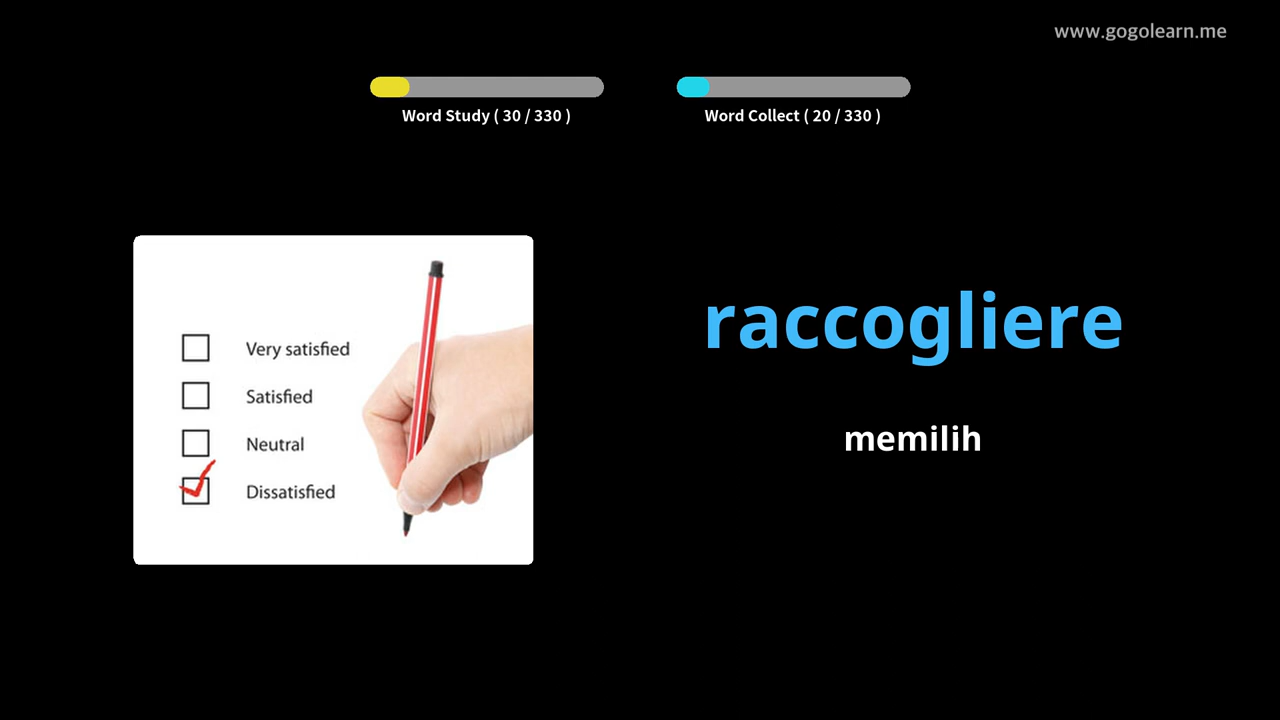 www.gogolearn.me
Word Study ( 30 / 330 )
Word Collect ( 20 / 330 )
Very satisfied
Satisfied
Neutral
Dissatisfied
raccogliere
memilih